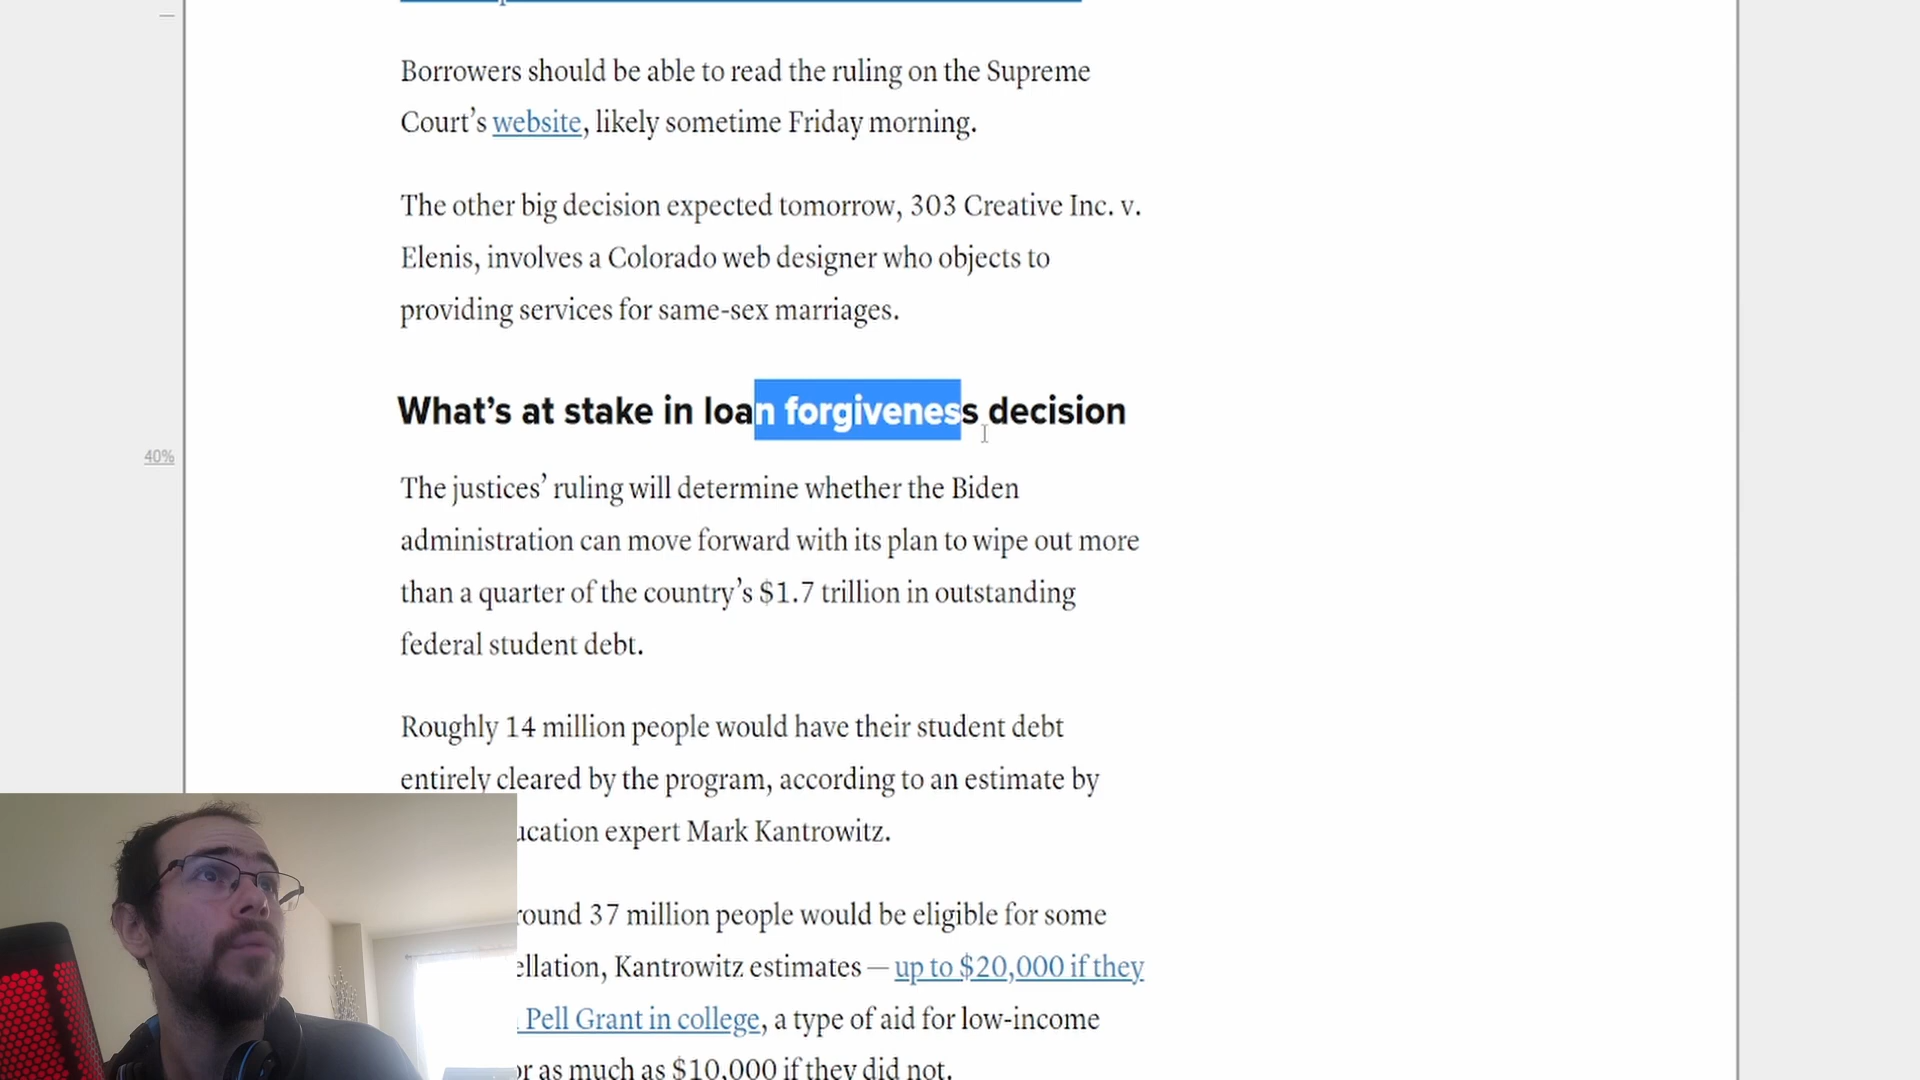 Borrowers should be able to read the ruling on the Supreme
Court’s website, likely sometime Friday morning.
The other big decision expected tomorrow, 303 Creative Inc. v.
Elenis, involves a Colorado web designer who objects to
providing services for same-sex marriages.
What’s at stake in loan forgiveness decision
40%
The justices’ ruling will determine whether the Biden
administration can move forward with its plan to wipe out more
than a quarter of the country’s $1.7 trillion in outstanding
federal student debt.
Roughly 14 million people would have their student debt
entirely cleared by the program, according to an estimate by
ucation expert Mark Kantrowitz.
round 37 million people would be eligible for some
ellation, Kantrowitz estimates — up to $20,000 if they
Pell Grant in college, a type of aid for low-income
or as much as $10,000 if they did not.